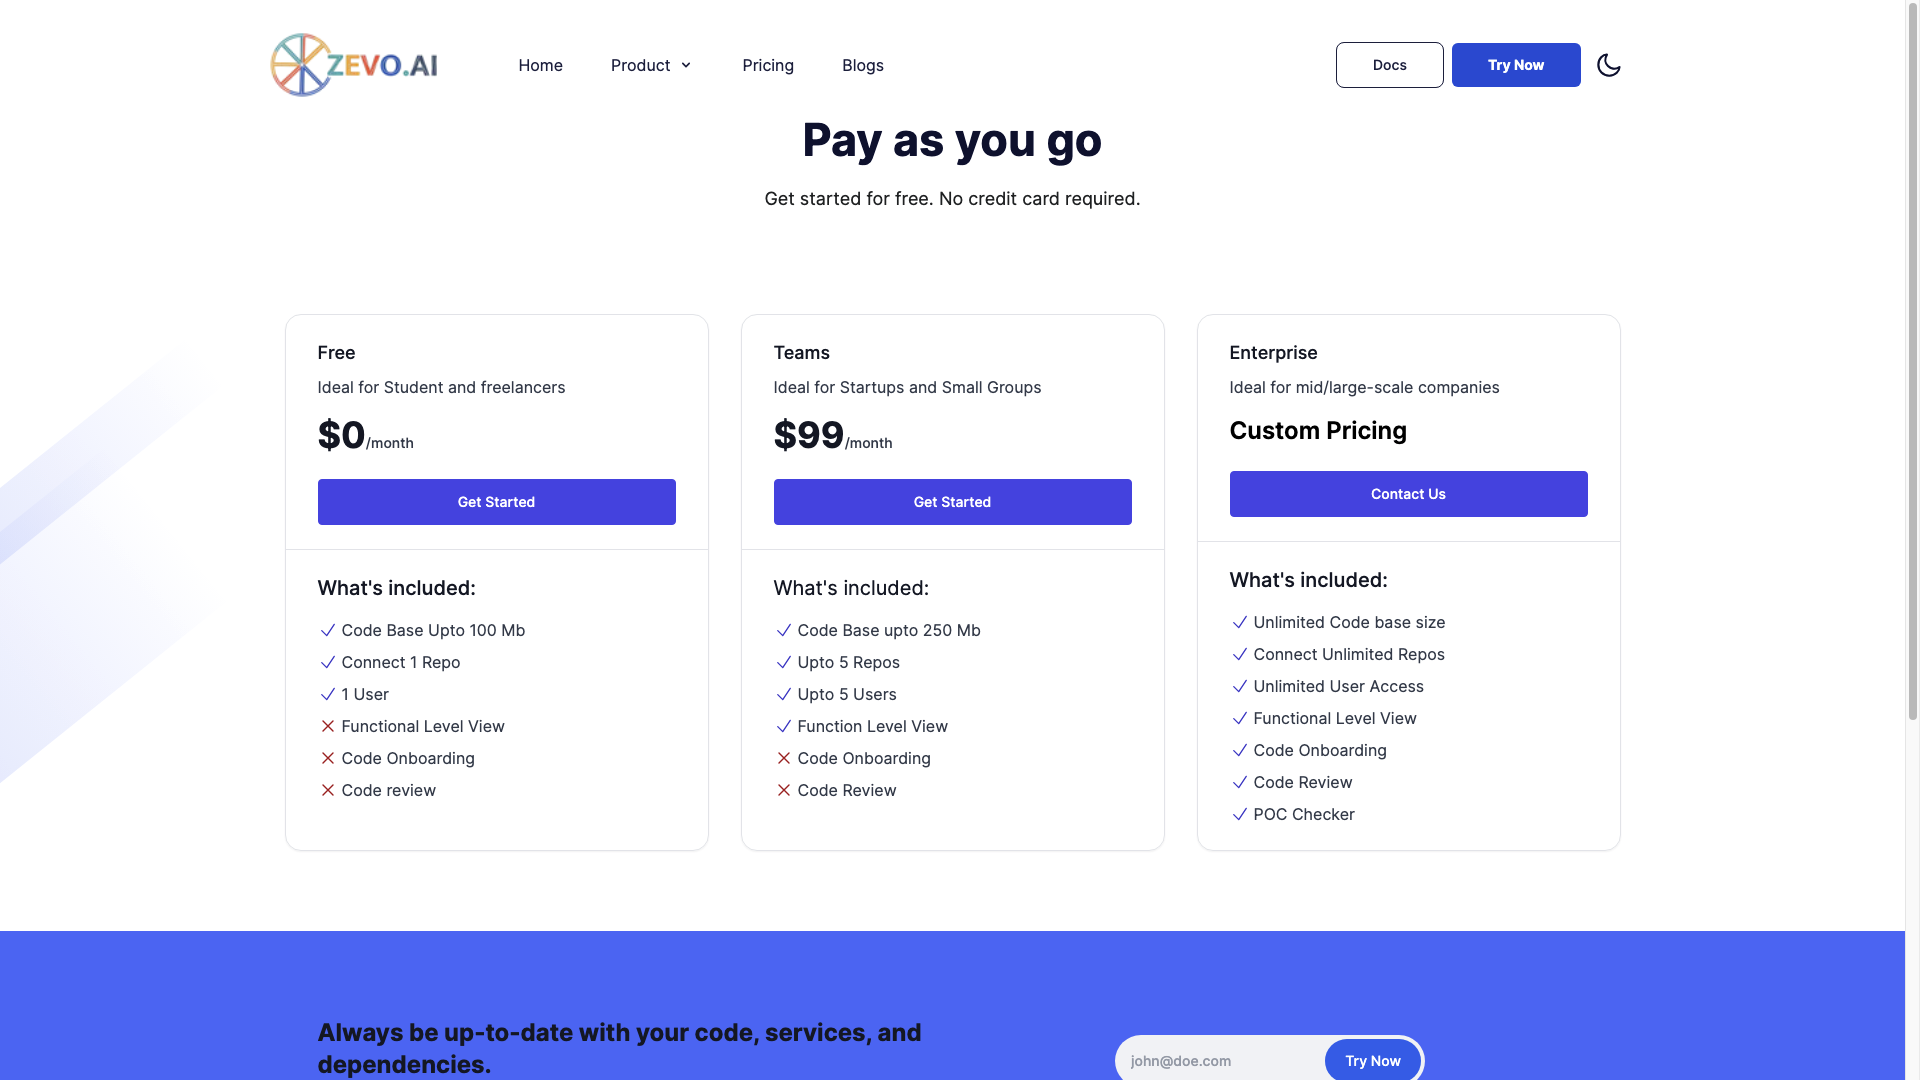 ZEVO.AI
Home
Product
Pricing
Blogs
Docs
Try Now
Pay as you go
Get started for free. No credit card required.
Free
Ideal for Student and freelancers
$0/month
Get Started
What's included:
Code Base Upto 100 Mb
Connect 1 Repo
1 User
Functional Level View
Code Onboarding
Code review
Teams
Ideal for Startups and Small Groups
$99/month
Get Started
What's included:
Code Base upto 250 Mb
Upto 5 Repos
Upto 5 Users
Function Level View
Code Onboarding
Code Review
Enterprise
Ideal for mid/large-scale companies
Custom Pricing
Contact Us
What's included:
Unlimited Code base size
Connect Unlimited Repos
Unlimited User Access
Functional Level View
Code Onboarding
Code Review
POC Checker
Always be up-to-date with your code, services, and
dependencies.
john@doe.com
Try Now